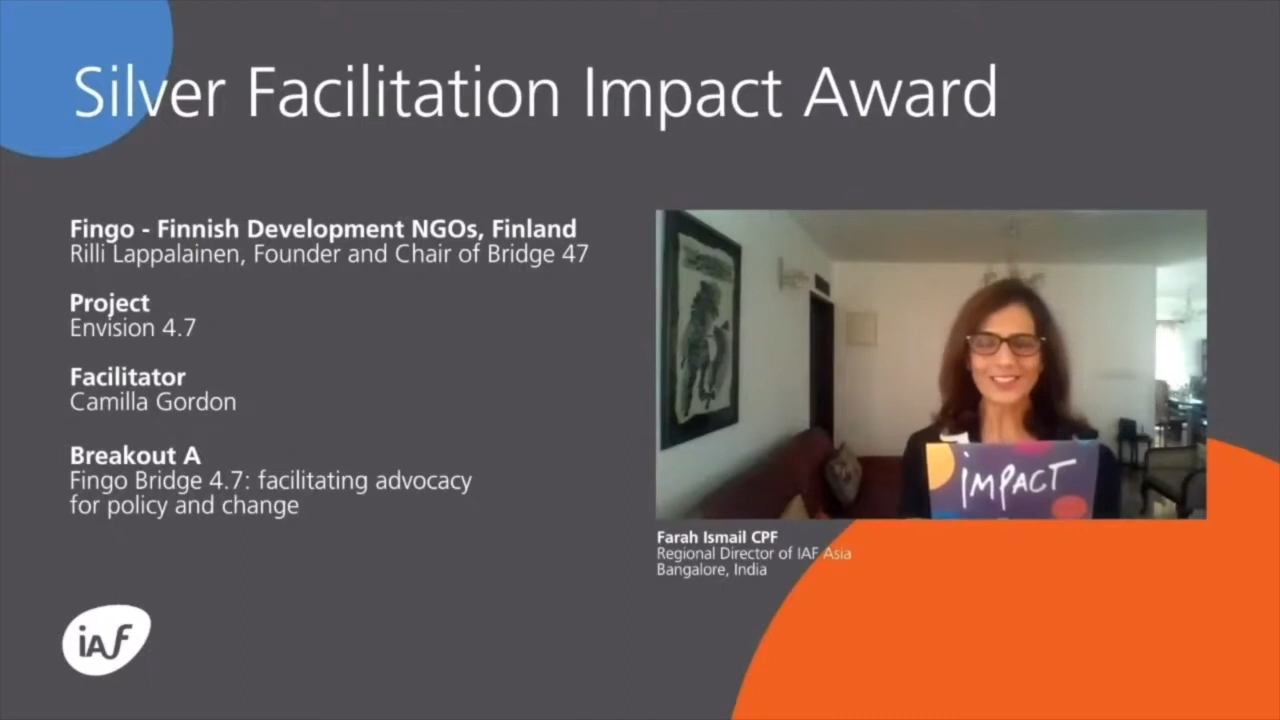 Silver Facilitation Impact Award
Fingo - Finnish Development NGOs, Finland
Rilli Lappalainen, Founder and Chair of Bridge 47
Project
Envision 4.7
Facilitator
Camilla Gordon
Breakout A
Fingo Bridge 4.7: facilitating advocacy
for policy and change
IMPACT
Farah Ismail CPF
Regional Director of IAF Asia
Bangalore, India
iAF